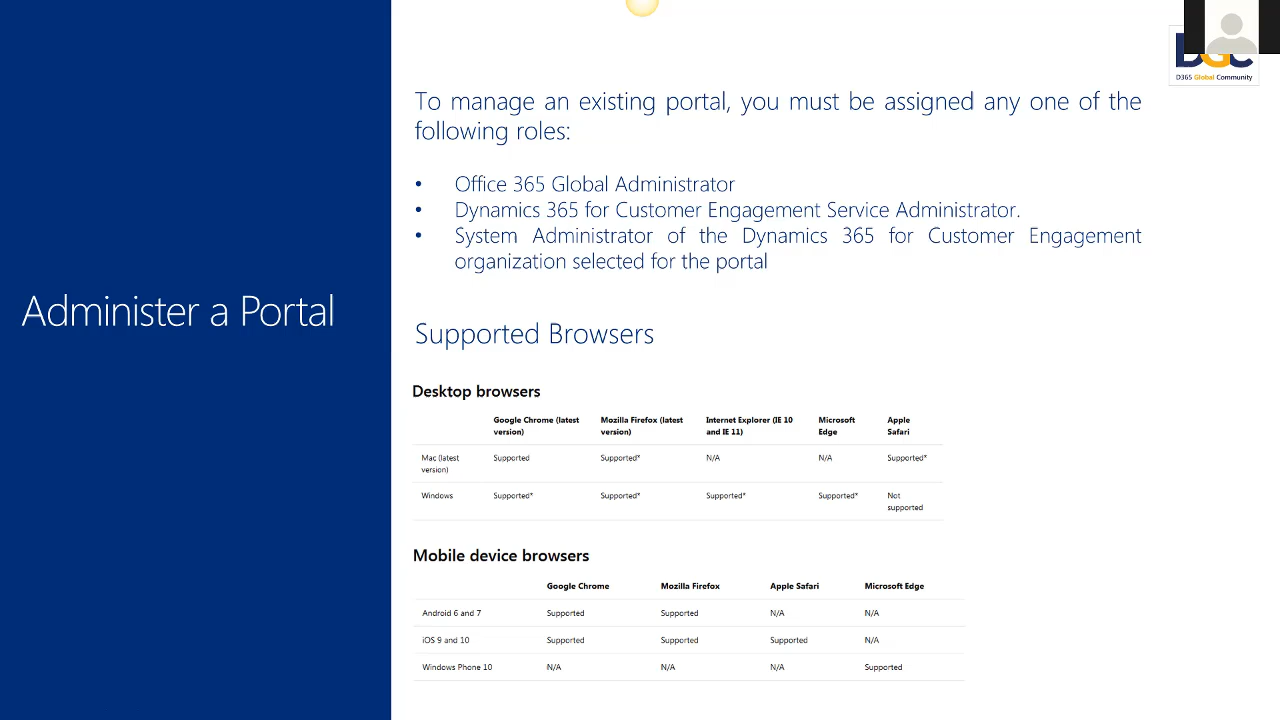 Administer a Portal
To manage an existing portal, you must be assigned any one of the
following roles:
• Office 365 Global Administrator
• Dynamics 365 for Customer Engagement Service Administrator.
• System Administrator of the Dynamics 365 for Customer Engagement
organization selected for the portal
Supported Browsers
Desktop browsers
Google Chrome (latest version) Mozilla Firefox (latest version) Internet Explorer (IE 10 and IE 11) Microsoft Edge Apple Safari
Mac (latest version) Supported Supported* N/A N/A Supported*
Windows Supported* Supported* Supported* Supported* Not supported
Mobile device browsers
Google Chrome Mozilla Firefox Apple Safari Microsoft Edge
Android 6 and 7 Supported Supported N/A N/A
iOS 9 and 10 Supported Supported Supported N/A
Windows Phone 10 N/A N/A N/A Supported
D365 Global Community